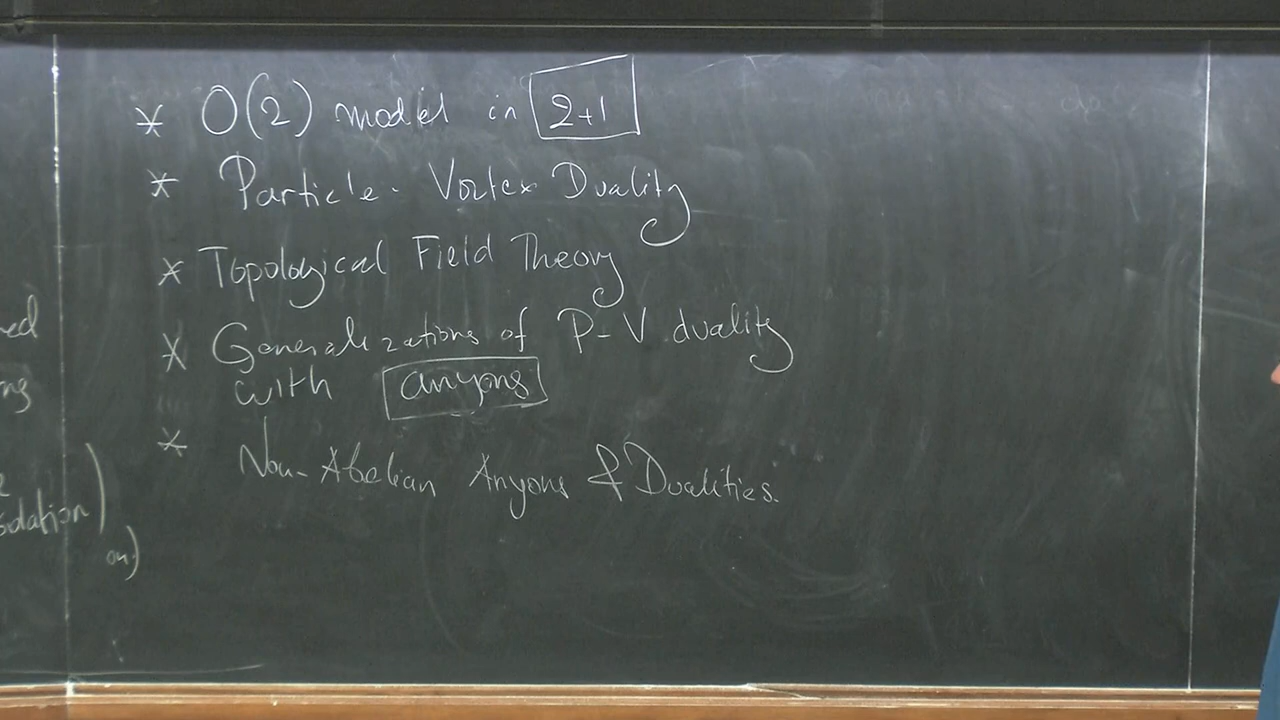 * O(2) model in 2+1
* Particle - Vortex Duality
* Topological Field Theory
* Generalizations of P-V duality
with anyons
* Non-Abelian Anyons & Dualities.